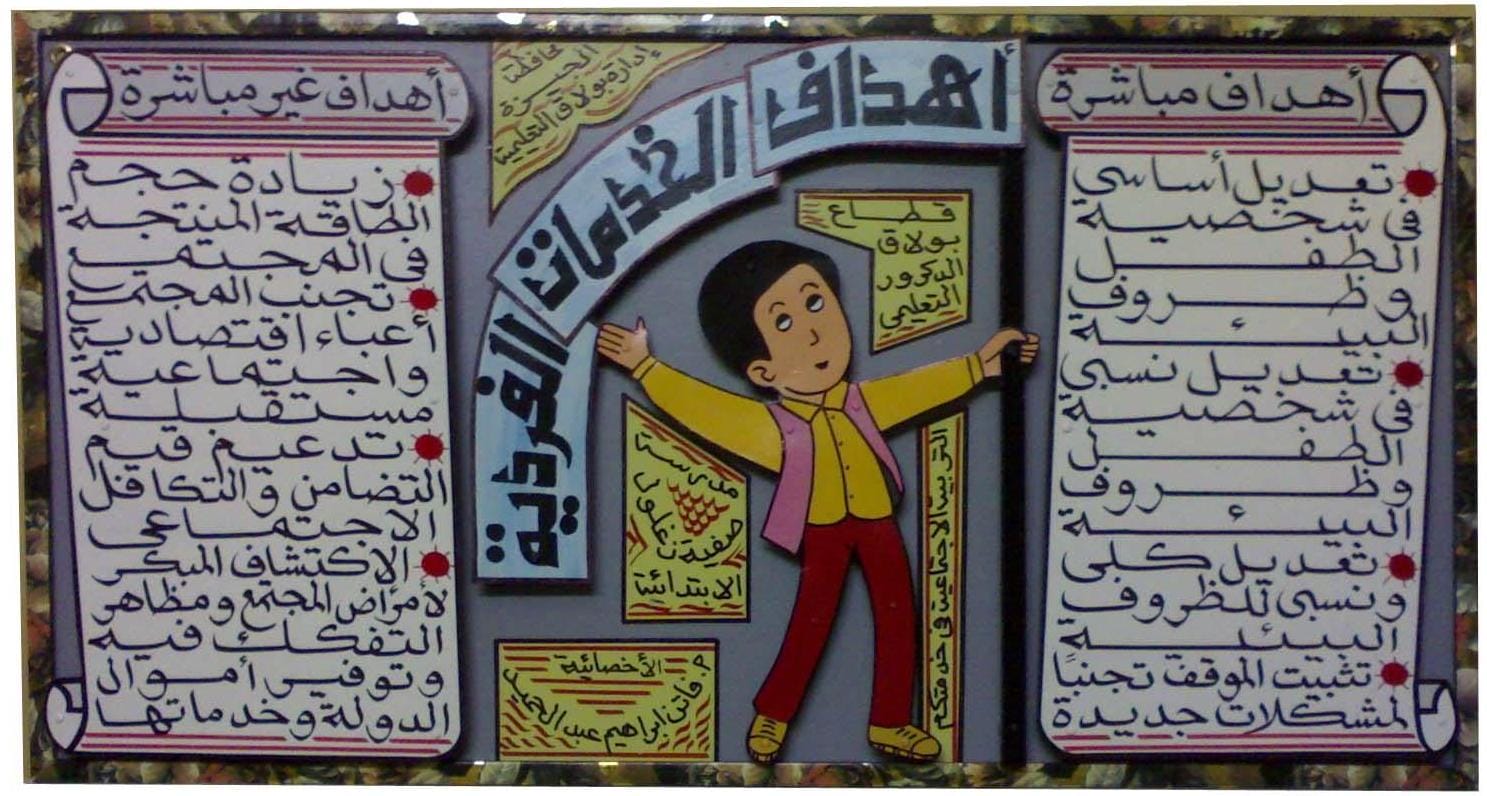 أهداف
الخدمات
الفردية
أهداف مباشرة
تعديل أساسي
في شخصية
الطفل
وظروف
البيئة
تعديل نسبي
في شخصية
الطفل
وظروف
البيئة
تعديل كلي
ونسبي للظروف
البيئة
تثبيت الموقف تجنبًا
لمشكلات جديدة
محافظة
الجيزة
إدارة بولاق التعليمية
قطاع
بولاق
الدكرور
التعليمي
مدرسة
صفية زغلول
الابتدائية
التربية الاجتماعية في خدمتكم
الأخصائية
م/ فاتن ابراهيم عبد الحميد
أهداف غير مباشرة
زيادة حجم
الطاقة المنتجة
في المجتمع
تجنب المجتمع
أعباء اقتصادية
واجتماعية
مستقبلية
تدعيم قيم
التضامن والتكافل
الاجتماعي
الاكتشاف المبكر
لأمراض المجتمع ومظاهر
التفكك فيه
وتوفير أموال
الدولة وخدماتها